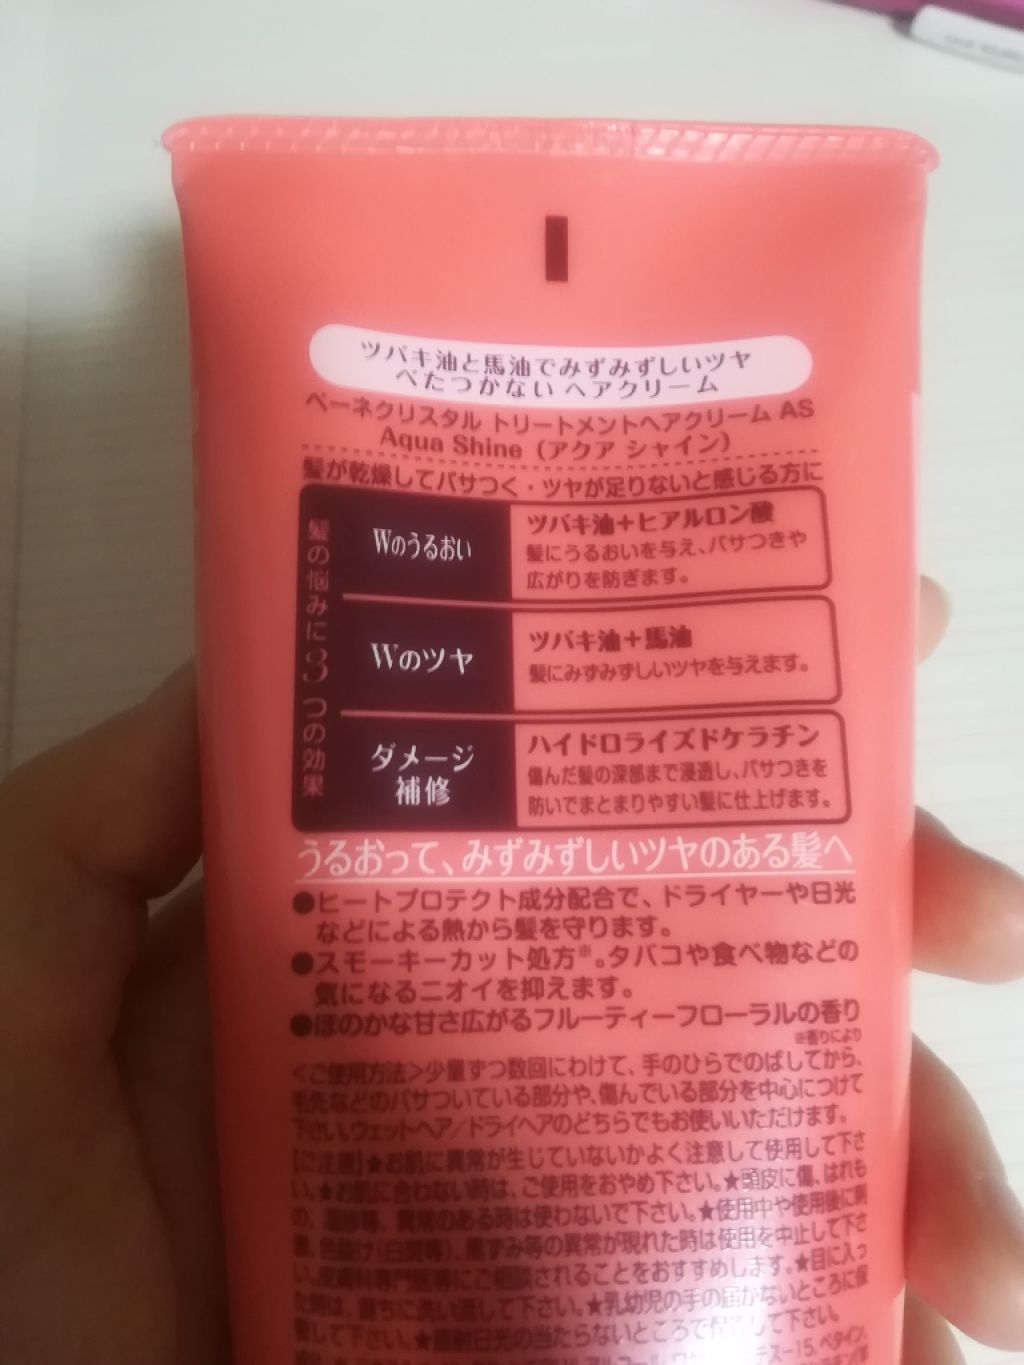 ツバキ油と馬油でみずみずしいツヤ
べたつかない ヘアクリーム
ペーネクリスタル トリートメントヘアクリーム AS
Aqua Shine（アクア シャイン）
髪が乾燥してパサつく・ツヤが足りないと感じる方に
髪の悩みに3つの効果
Wのうるおい
ツバキ油＋ヒアルロン酸
髪にうるおいを与え、パサつきや
広がりを防ぎます。
Wのツヤ
ツバキ油＋馬油
髪にみずみずしいツヤを与えます。
ダメージ
補修
ハイドロライズドケラチン
傷んだ髪の深部まで浸透し、パサつきを
防いでまとまりやすい髪に仕上げます。
うるおって、みずみずしいツヤのある髪へ
●ヒートプロテクト成分配合で、ドライヤーや日光
などによる熱から髪を守ります。
●スモーキーカット処方※。タバコや食べ物などの
気になるニオイを抑えます。
●ほのかな甘さ広がるフルーティーフローラルの香り
※香りにより
＜ご使用方法＞少量ずつ数回にわけて、手のひらでのばしてから、
毛先などのパサついている部分や、傷んでいる部分を中心につけて
下さい。ウェットヘア／ドライヘアのどちらでもお使いいただけます。
【ご注意】★お肌に異常が生じていないかよく注意して使用して下さ
い。★お肌に合わない時は、ご使用をおやめ下さい。★頭皮に傷、はれも
の、湿疹等、異常のある時は使わないで下さい。★使用中や使用後に刺
激、色抜け(白斑等)、黒ずみ等の異常が現れた時は使用を中止して下さ
い。皮膚科専門医等にご相談されることをおすすめします。★目に入っ
た時は、直ちに洗い流して下さい。★乳幼児の手の届かないところに保
管して下さい。★直射日光の当たらないところで保管して下さい。
アルコール
15、ベタイン、